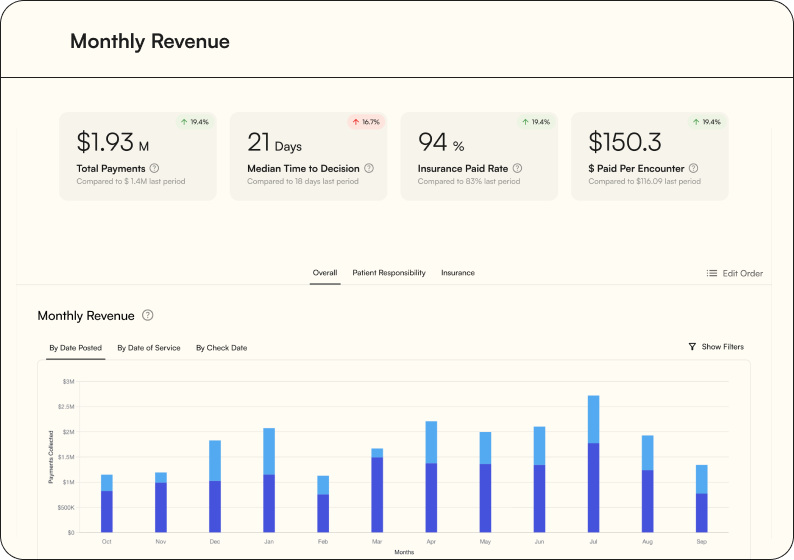 Monthly Revenue
↑ 19.4%
$1.93 M
Total Payments ?
Compared to $ 1.4M last period
↑ 16.7%
21 Days
Median Time to Decision ?
Compared to 18 days last period
↑ 19.4%
94 %
Insurance Paid Rate ?
Compared to 83% last period
↑ 19.4%
$150.3
$ Paid Per Encounter ?
Compared to $116.09 last period
Overall Patient Responsibility Insurance
Edit Order
Monthly Revenue ?
By Date Posted By Date of Service By Check Date
Show Filters
Payments Collected
$3M
$2.5M
$2M
$1.5M
$1M
$500K
$0
Oct Nov Dec Jan Feb Mar Apr May Jun Jul Aug Sep
Months